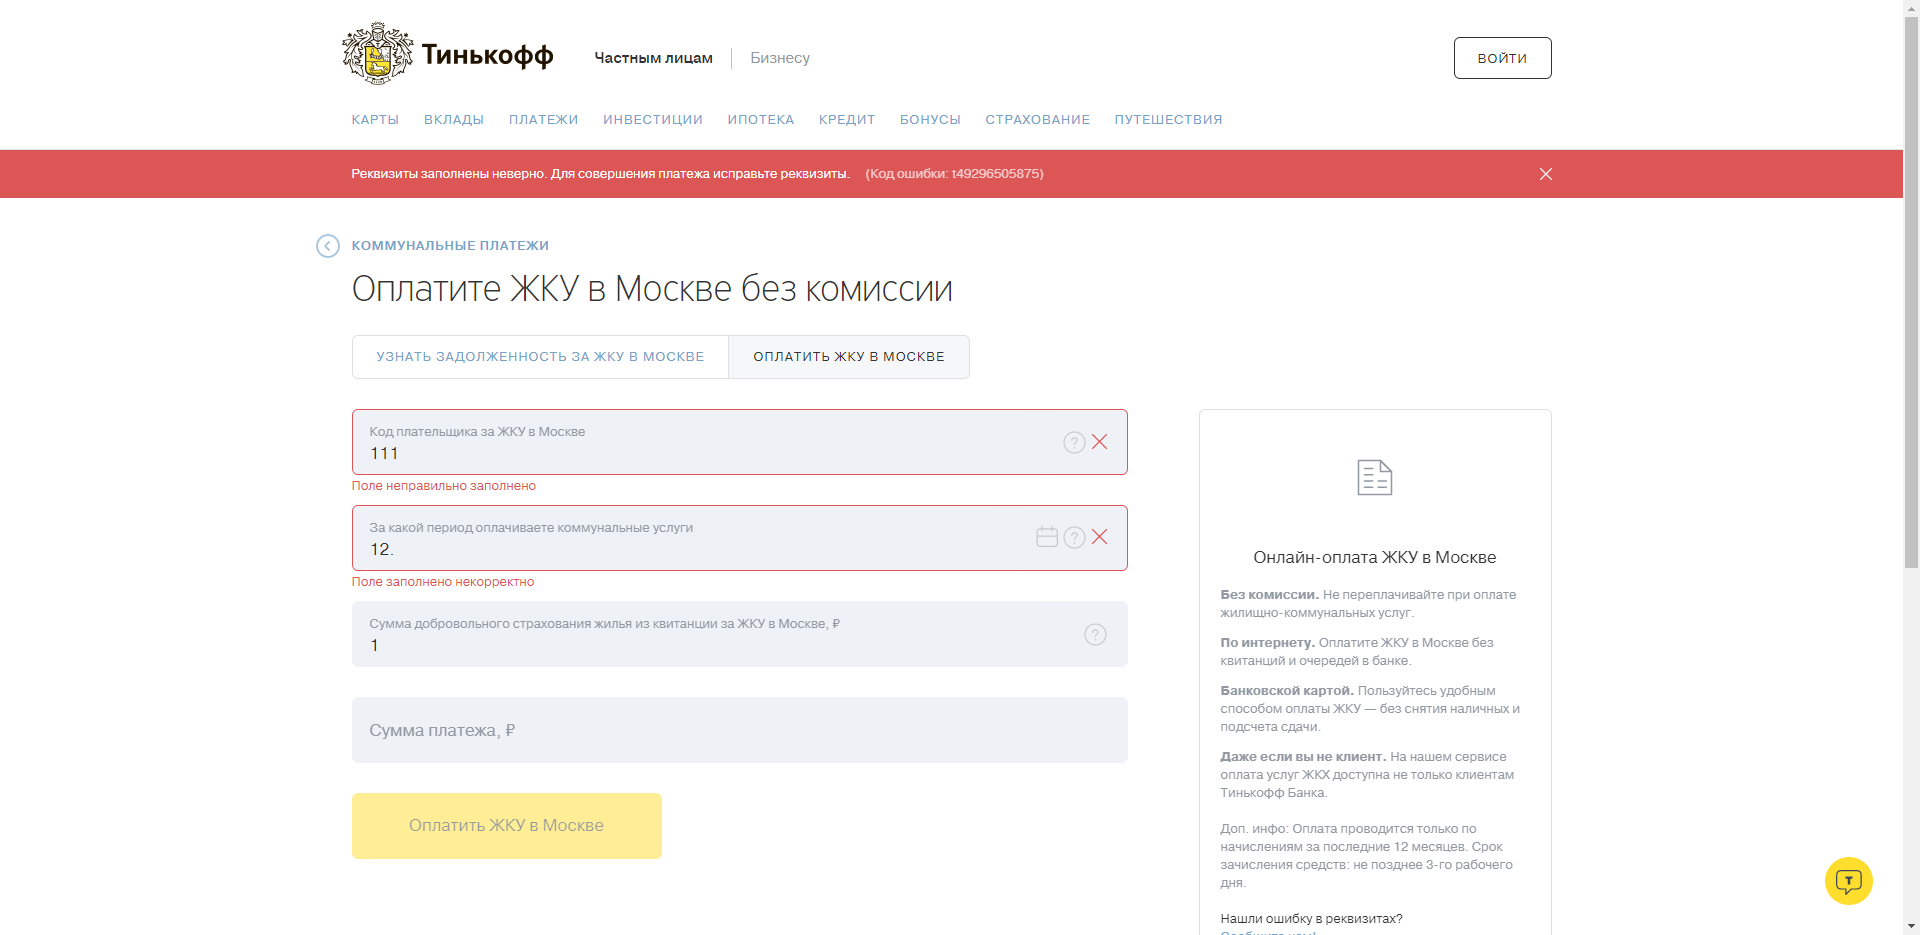 Тинькофф
Частным лицам
Бизнесу
ВОЙТИ
КАРТЫ ВКЛАДЫ ПЛАТЕЖИ ИНВЕСТИЦИИ ИПОТЕКА КРЕДИТ БОНУСЫ СТРАХОВАНИЕ ПУТЕШЕСТВИЯ
Реквизиты заполнены неверно. Для совершения платежа исправьте реквизиты. (Код ошибки: t49296505875)
КОММУНАЛЬНЫЕ ПЛАТЕЖИ
Оплатите ЖКУ в Москве без комиссии
УЗНАТЬ ЗАДОЛЖЕННОСТЬ ЗА ЖКУ В МОСКВЕ
ОПЛАТИТЬ ЖКУ В МОСКВЕ
Код плательщика за ЖКУ в Москве
111
?
Поле неправильно заполнено
За какой период оплачиваете коммунальные услуги
12.
?
Поле заполнено некорректно
Сумма добровольного страхования жилья из квитанции за ЖКУ в Москве, ₽
1
?
Сумма платежа, ₽
Оплатить ЖКУ в Москве
Онлайн-оплата ЖКУ в Москве
Без комиссии. Не переплачивайте при оплате
жилищно-коммунальных услуг.
По интернету. Оплатите ЖКУ в Москве без
квитанций и очередей в банке.
Банковской картой. Пользуйтесь удобным
способом оплаты ЖКУ — без снятия наличных и
подсчета сдачи.
Даже если вы не клиент. На нашем сервисе
оплата услуг ЖКХ доступна не только клиентам
Тинькофф Банка.
Доп. инфо: Оплата проводится только по
начислениям за последние 12 месяцев. Срок
зачисления средств: не позднее 3-го рабочего
дня.
Нашли ошибку в реквизитах?
T